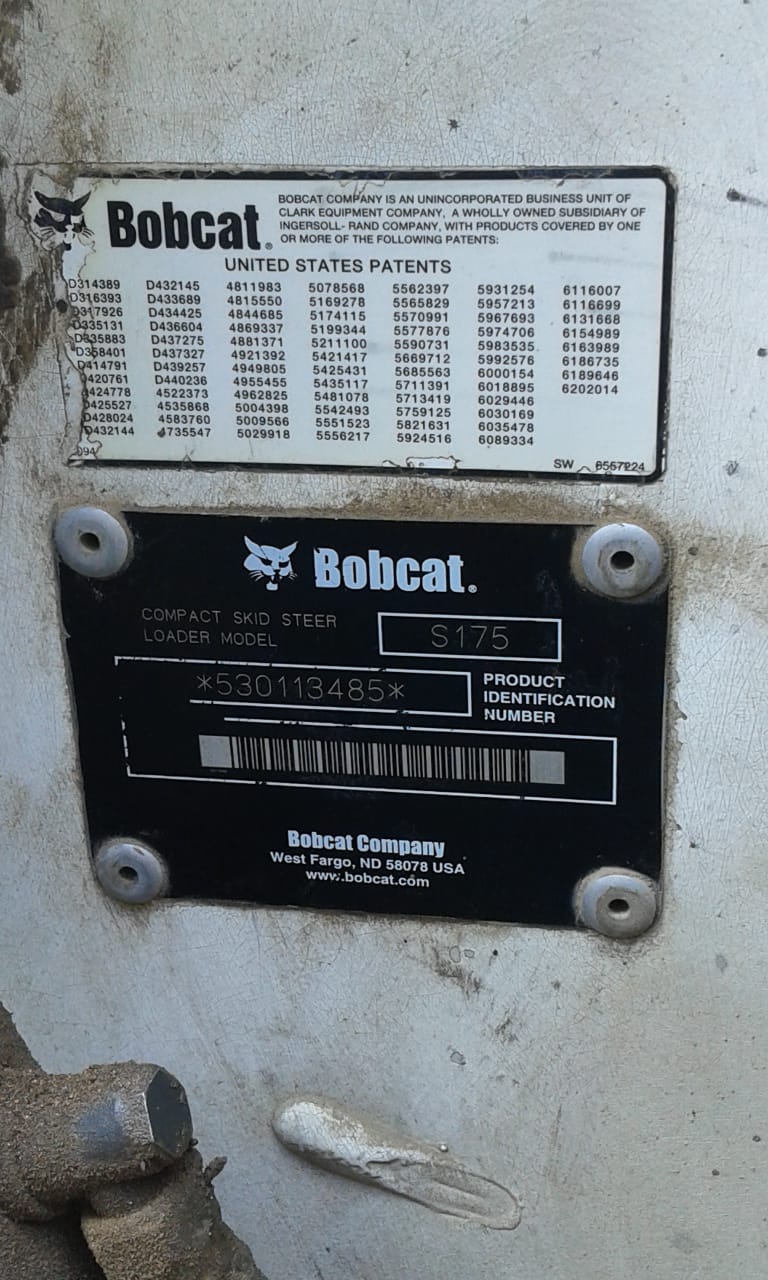 Bobcat®
BOBCAT COMPANY IS AN UNINCORPORATED BUSINESS UNIT OF
CLARK EQUIPMENT COMPANY, A WHOLLY OWNED SUBSIDIARY OF
INGERSOLL- RAND COMPANY, WITH PRODUCTS COVERED BY ONE
OR MORE OF THE FOLLOWING PATENTS:
UNITED STATES PATENTS
D314389 D432145 4811983 5078568 5562397 5931254 6116007
D316393 D433689 4815550 5169278 5565829 5957213 6116699
D317926 D434425 4844685 5174115 5570991 5967693 6131668
D335131 D436604 4869337 5199344 5577876 5974706 6154989
D335883 D437275 4881371 5211100 5590731 5983535 6163989
D358401 D437327 4921392 5421417 5669712 5992576 6186735
D414791 D439257 4949805 5425431 5685563 6000154 6189646
D420761 D440236 4955455 5435117 5711391 6018895 6202014
D424778 4522373 4962825 5481078 5713419 6029446
D425527 4535868 5004398 5542493 5759125 6030169
D428024 4583760 5009566 5551523 5821631 6035478
D432144 4735547 5029918 5556217 5924516 6089334
SW
Bobcat®
COMPACT SKID STEER
LOADER MODEL
S175
*530113485*
PRODUCT
IDENTIFICATION
NUMBER
Bobcat Company
West Fargo, ND 58078 USA
www.bobcat.com